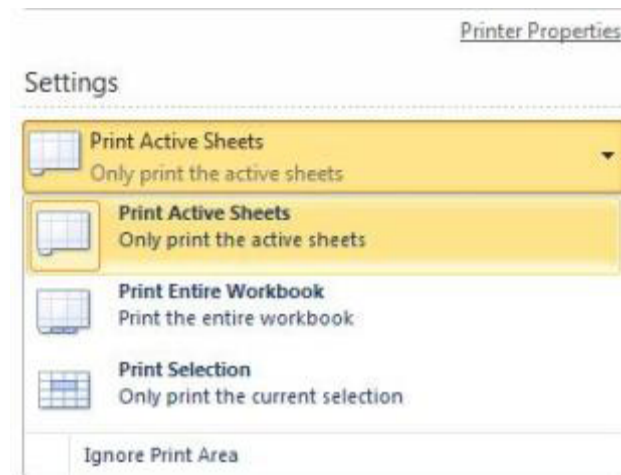 Printer Properties
Settings
Print Active Sheets
Only print the active sheets
Print Active Sheets
Only print the active sheets
Print Entire Workbook
Print the entire workbook
Print Selection
Only print the current selection
Ignore Print Area